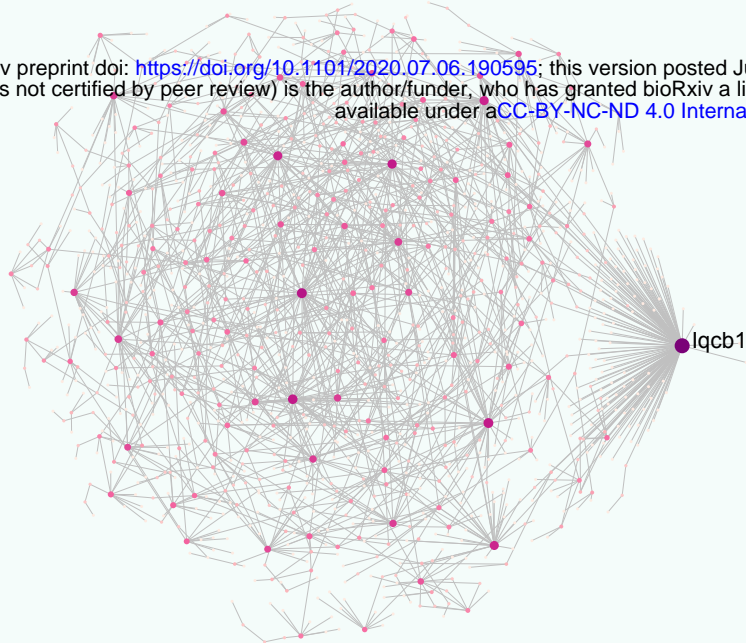 v preprint doi: https://doi.org/10.1101/2020.07.06.190595; this version posted Ju
s not certified by peer review) is the author/funder, who has granted bioRxiv a li
available under aCC-BY-NC-ND 4.0 Interna
Iqcb1